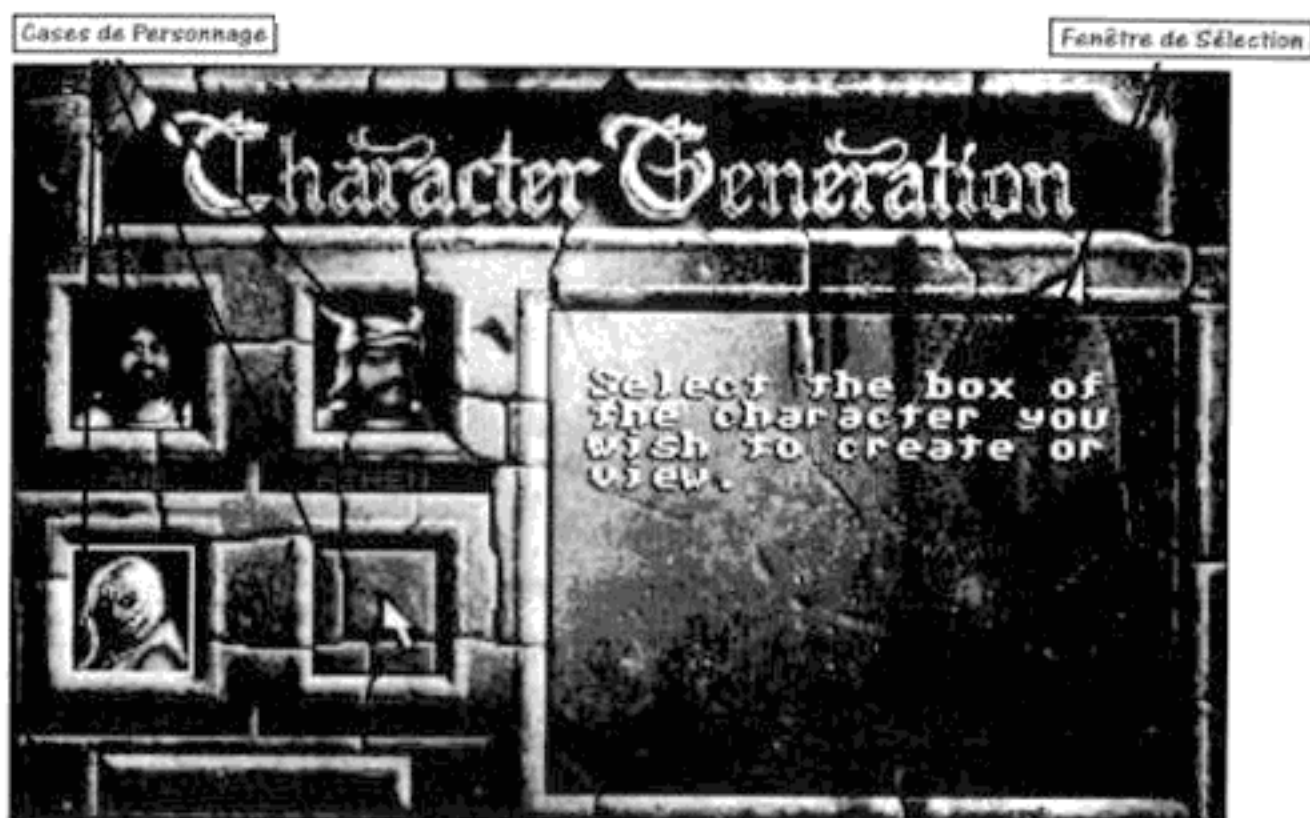 Cases de Personnage
Fenêtre de Sélection
Character Generation
Select the box of
the character you
wish to create or
view.